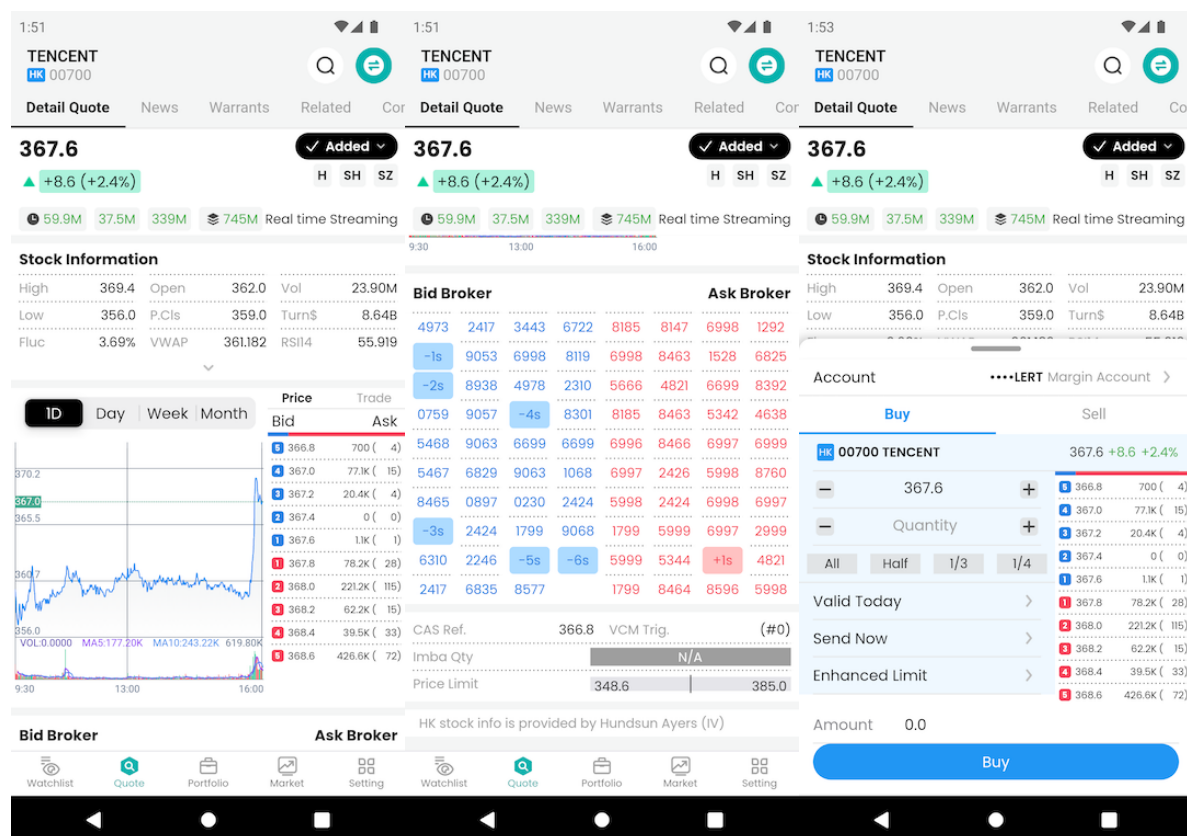 1:51
TENCENT
HK 00700
Detail Quote News Warrants Related Cor
367.6
✓ Added
+8.6 (+2.4%)
H SH SZ
59.9M 37.5M 339M 745M Real time Streaming
Stock Information
High 369.4 Open 362.0 Vol 23.90M
Low 356.0 P.Cls 359.0 Turn$ 8.64B
Fluc 3.69% VWAP 361.182 RSI14 55.919
1D Day Week Month
Price Trade
Bid Ask
5 366.8 700 ( 4)
4 367.0 77.1K ( 15)
3 367.2 20.4K ( 4)
2 367.4 0 ( 0)
1 367.6 1.1K ( 1)
1 367.8 78.2K ( 28)
2 368.0 221.2K ( 115)
3 368.2 62.2K ( 15)
4 368.4 39.5K ( 33)
5 368.6 426.6K ( 72)
370.2
367.0
365.5
360.7
356.0
VOL:0.0000 MA5:177.20K MA10:243.22K 619.80K
9:30 13:00 16:00
Bid Broker Ask Broker
Watchlist Quote Portfolio Market Setting
1:51
TENCENT
HK 00700
Detail Quote News Warrants Related Cor
367.6
✓ Added
+8.6 (+2.4%)
H SH SZ
59.9M 37.5M 339M 745M Real time Streaming
9:30 13:00 16:00
Bid Broker Ask Broker
4973 2417 3443 6722 8185 8147 6998 1292
-1s 9053 6998 8119 6998 8463 1528 6825
-2s 8938 4978 2310 5666 4821 6699 8392
0759 9057 -4s 8301 8185 8463 5342 4638
5468 9063 6699 6699 6996 8466 6997 6999
5467 6829 9063 1068 6997 2426 5998 8760
8465 0897 0230 2424 5998 2424 6998 6997
-3s 2424 1799 9068 1799 5999 6997 2999
6310 2246 -5s -6s 5999 5344 +1s 4821
2417 6835 8577 1799 8464 8596 5998
CAS Ref. 366.8 VCM Trig. (#0)
Imba Qty N/A
Price Limit 348.6 385.0
HK stock info is provided by Hundsun Ayers (IV)
Watchlist Quote Portfolio Market Setting
1:53
TENCENT
HK 00700
Detail Quote News Warrants Related Co
367.6
✓ Added
+8.6 (+2.4%)
H SH SZ
59.9M 37.5M 339M 745M Real time Streaming
Stock Information
High 369.4 Open 362.0 Vol 23.90M
Low 356.0 P.Cls 359.0 Turn$ 8.64B
Account ••••LERT Margin Account
Buy Sell
HK 00700 TENCENT 367.6 +8.6 +2.4%
− 367.6 +
− Quantity +
All Half 1/3 1/4
Valid Today
Send Now
Enhanced Limit
5 366.8 700 ( 4)
4 367.0 77.1K ( 15)
3 367.2 20.4K ( 4)
2 367.4 0 ( 0)
1 367.6 1.1K ( 1)
1 367.8 78.2K ( 28)
2 368.0 221.2K ( 115)
3 368.2 62.2K ( 15)
4 368.4 39.5K ( 33)
5 368.6 426.6K ( 72)
Amount 0.0
Buy